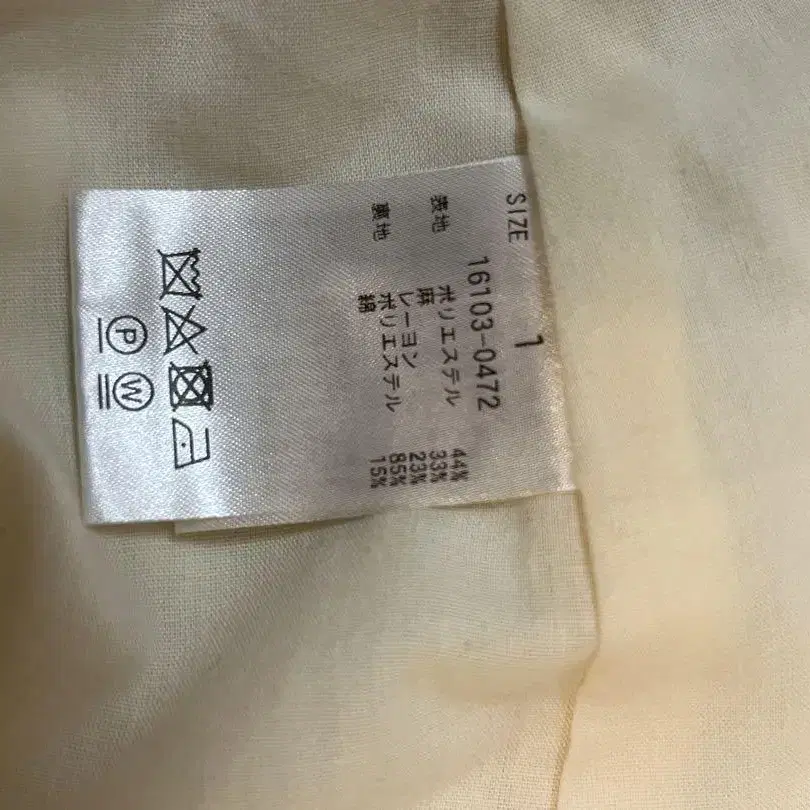 SIZE 1
16103-0472
表地 ポリエステル 44%
麻 33%
レーヨン 23%
裏地 ポリエステル 85%
綿 15%
P
W